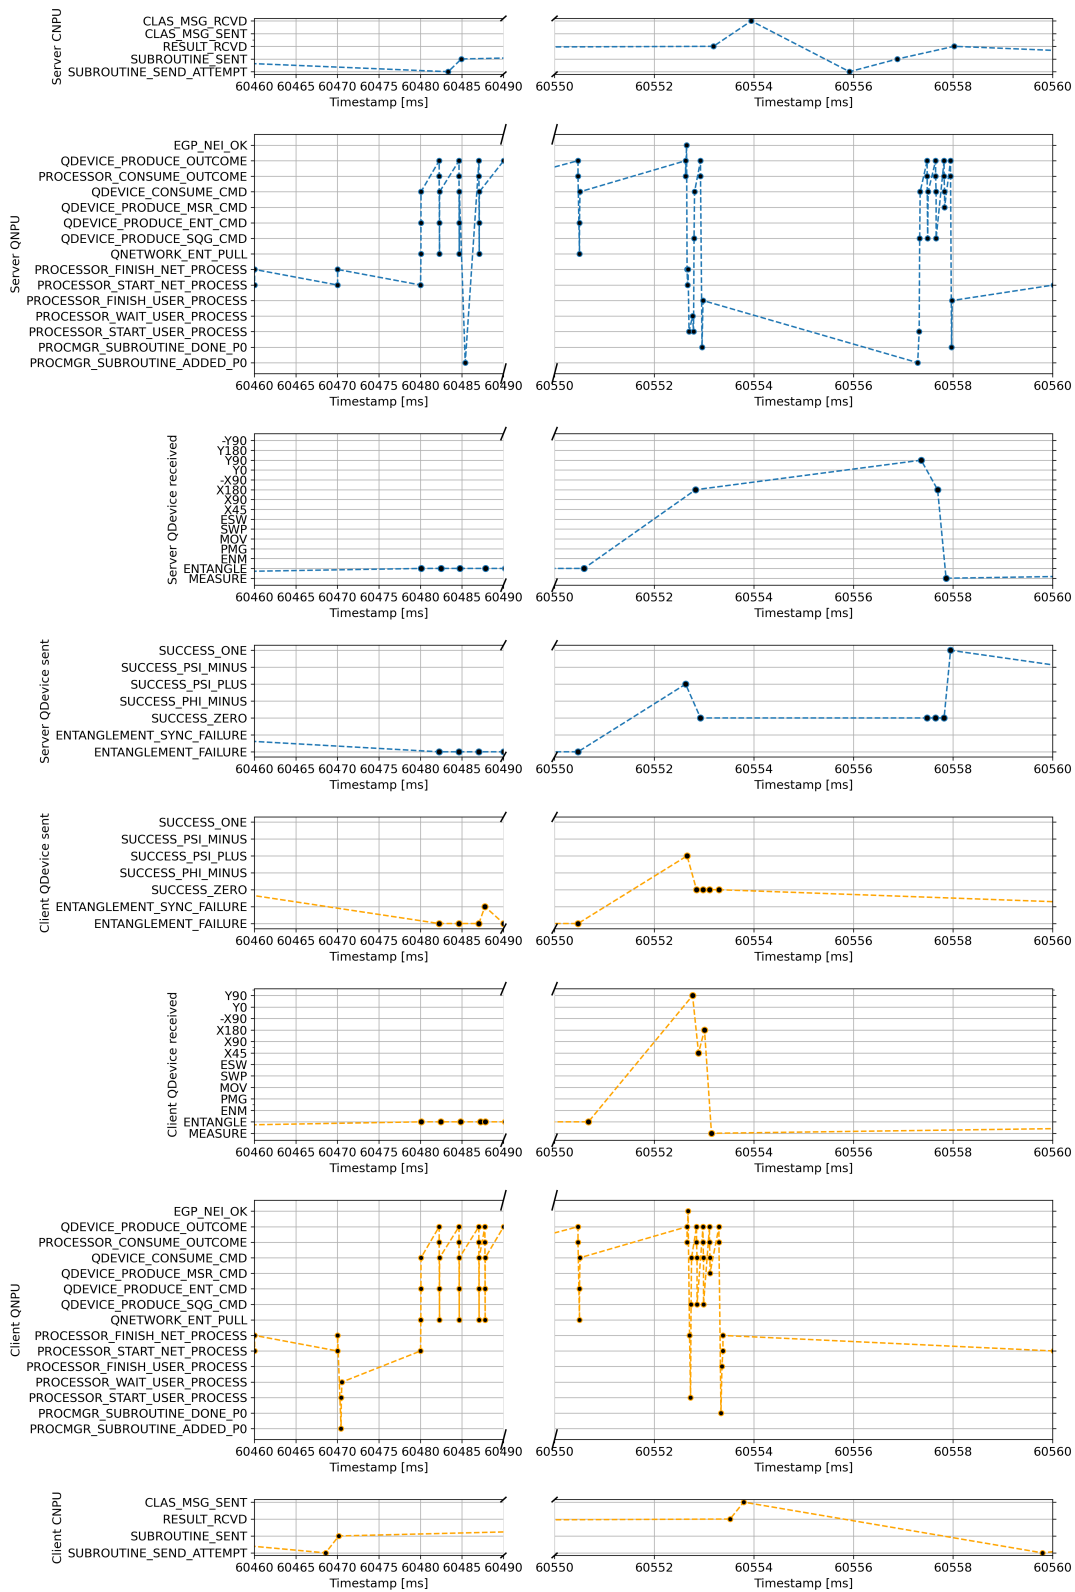 Server CNPU
CLAS_MSG_RCVD
CLAS_MSG_SENT
RESULT_RCVD
SUBROUTINE_SENT
SUBROUTINE_SEND_ATTEMPT
60460 60465 60470 60475 60480 60485 60490
60550 60552 60554 60556 60558 60560
Timestamp [ms]
Timestamp [ms]
Server QNPU
EGP_NEI_OK
QDEVICE_PRODUCE_OUTCOME
PROCESSOR_CONSUME_OUTCOME
QDEVICE_CONSUME_CMD
QDEVICE_PRODUCE_MSR_CMD
QDEVICE_PRODUCE_ENT_CMD
QDEVICE_PRODUCE_SQG_CMD
QNETWORK_ENT_PULL
PROCESSOR_FINISH_NET_PROCESS
PROCESSOR_START_NET_PROCESS
PROCESSOR_FINISH_USER_PROCESS
PROCESSOR_WAIT_USER_PROCESS
PROCESSOR_START_USER_PROCESS
PROCMGR_SUBROUTINE_DONE_P0
PROCMGR_SUBROUTINE_ADDED_P0
60460 60465 60470 60475 60480 60485 60490
60550 60552 60554 60556 60558 60560
Timestamp [ms]
Timestamp [ms]
Server QDevice received
-Y90
Y180
Y90
Y0
-X90
X180
X90
X45
ESW
SWP
MOV
PMG
ENM
ENTANGLE
MEASURE
60460 60465 60470 60475 60480 60485 60490
60550 60552 60554 60556 60558 60560
Timestamp [ms]
Timestamp [ms]
Server QDevice sent
SUCCESS_ONE
SUCCESS_PSI_MINUS
SUCCESS_PSI_PLUS
SUCCESS_PHI_MINUS
SUCCESS_ZERO
ENTANGLEMENT_SYNC_FAILURE
ENTANGLEMENT_FAILURE
60460 60465 60470 60475 60480 60485 60490
60550 60552 60554 60556 60558 60560
Timestamp [ms]
Timestamp [ms]
Client QDevice sent
SUCCESS_ONE
SUCCESS_PSI_MINUS
SUCCESS_PSI_PLUS
SUCCESS_PHI_MINUS
SUCCESS_ZERO
ENTANGLEMENT_SYNC_FAILURE
ENTANGLEMENT_FAILURE
60460 60465 60470 60475 60480 60485 60490
60550 60552 60554 60556 60558 60560
Timestamp [ms]
Timestamp [ms]
Client QDevice received
Y90
Y0
-X90
X180
X90
X45
ESW
SWP
MOV
PMG
ENM
ENTANGLE
MEASURE
60460 60465 60470 60475 60480 60485 60490
60550 60552 60554 60556 60558 60560
Timestamp [ms]
Timestamp [ms]
Client QNPU
EGP_NEI_OK
QDEVICE_PRODUCE_OUTCOME
PROCESSOR_CONSUME_OUTCOME
QDEVICE_CONSUME_CMD
QDEVICE_PRODUCE_MSR_CMD
QDEVICE_PRODUCE_ENT_CMD
QDEVICE_PRODUCE_SQG_CMD
QNETWORK_ENT_PULL
PROCESSOR_FINISH_NET_PROCESS
PROCESSOR_START_NET_PROCESS
PROCESSOR_FINISH_USER_PROCESS
PROCESSOR_WAIT_USER_PROCESS
PROCESSOR_START_USER_PROCESS
PROCMGR_SUBROUTINE_DONE_P0
PROCMGR_SUBROUTINE_ADDED_P0
60460 60465 60470 60475 60480 60485 60490
60550 60552 60554 60556 60558 60560
Timestamp [ms]
Timestamp [ms]
Client CNPU
CLAS_MSG_SENT
RESULT_RCVD
SUBROUTINE_SENT
SUBROUTINE_SEND_ATTEMPT
60460 60465 60470 60475 60480 60485 60490
60550 60552 60554 60556 60558 60560
Timestamp [ms]
Timestamp [ms]